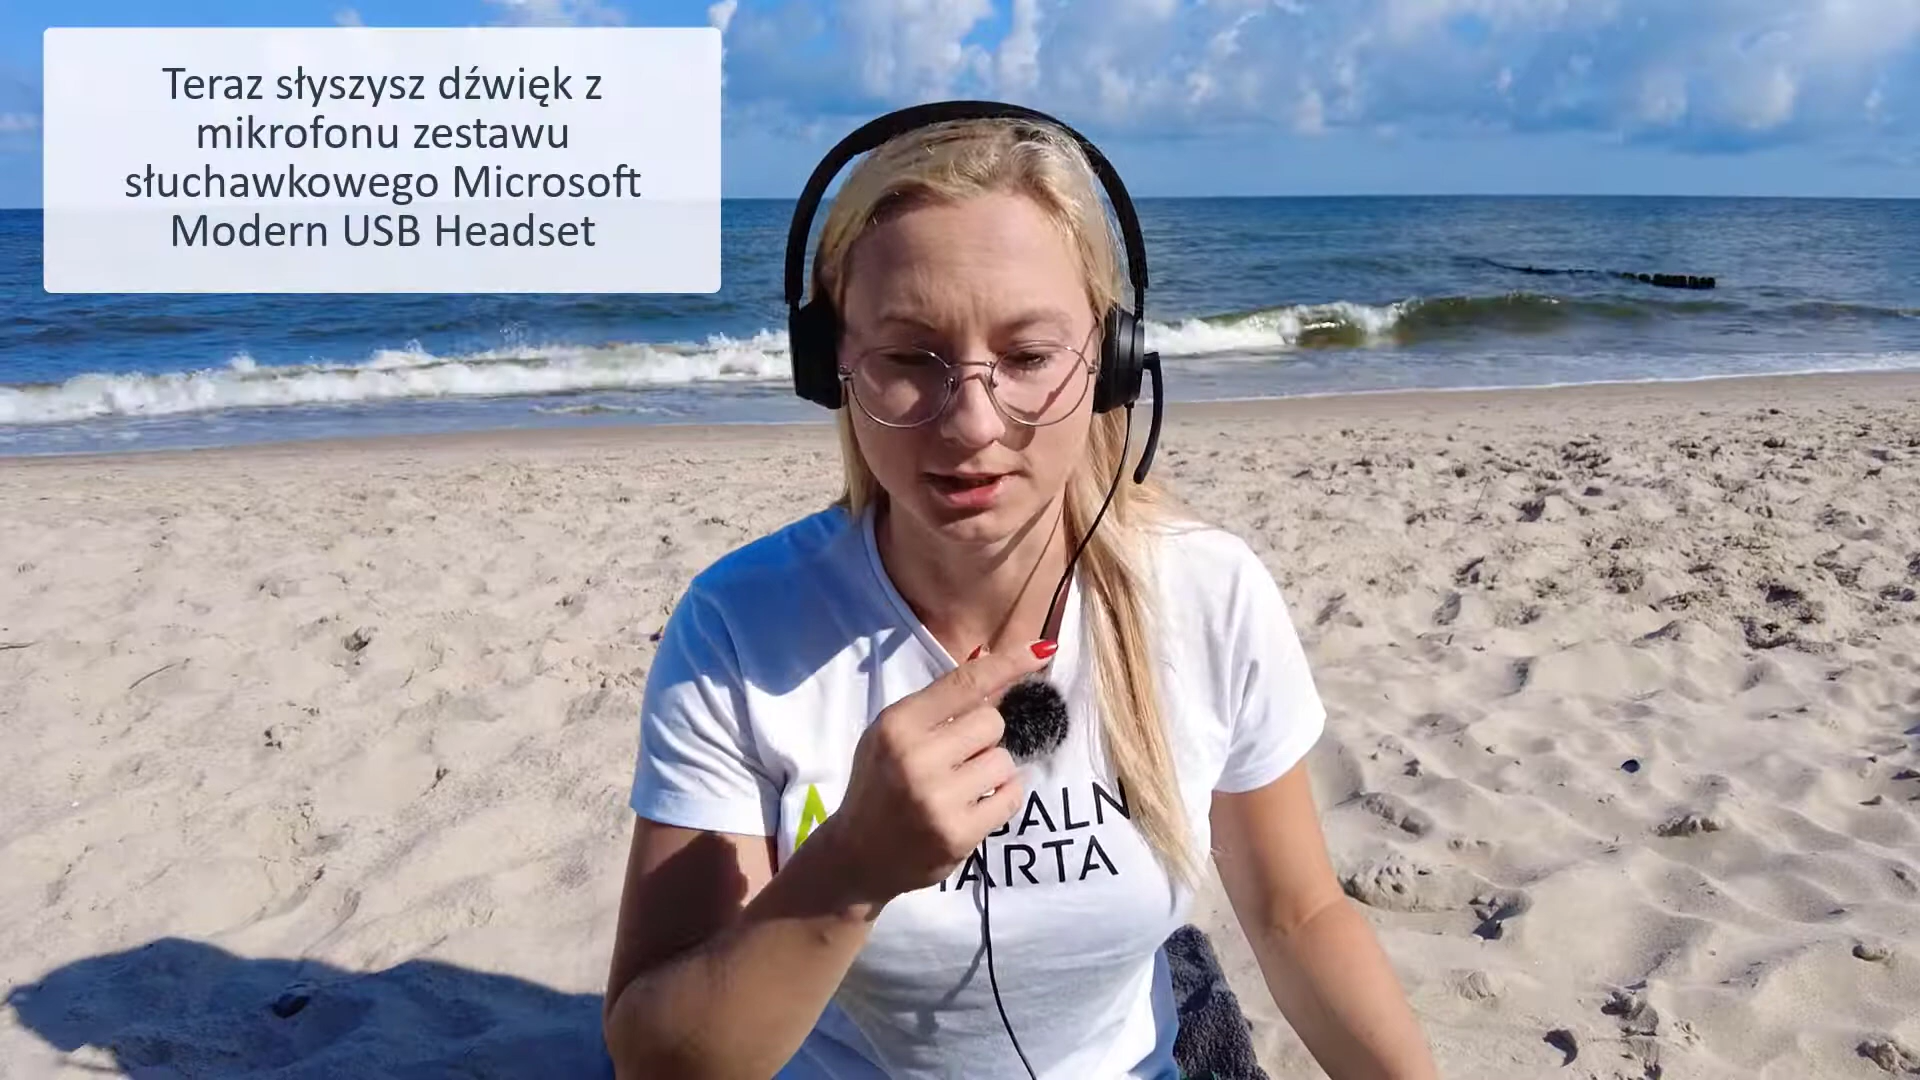 Teraz słyszysz dźwięk z
mikrofonu zestawu
słuchawkowego Microsoft
Modern USB Headset